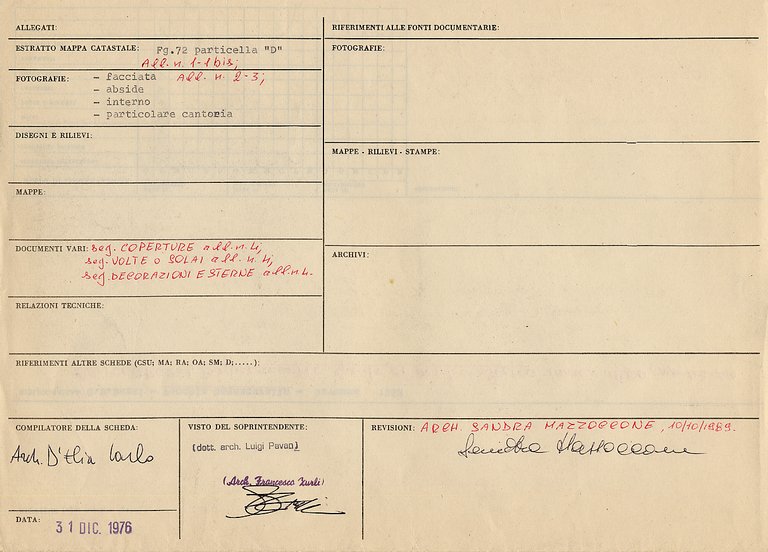 ALLEGATI:
ESTRATTO MAPPA CATASTALE: Fg.72 particella "D"
All. n. 1-1bis;
FOTOGRAFIE: - facciata All. n. 2-3;
- abside
- interno
- particolare cantoria
DISEGNI E RILIEVI:
MAPPE:
DOCUMENTI VARI: seg. COPERTURE all. n. 4;
seg. VOLTE o SOLAI all. n. 4;
seg. DECORAZIONI ESTERNE all. n. 4.
RELAZIONI TECNICHE:
RIFERIMENTI ALLE FONTI DOCUMENTARIE:
FOTOGRAFIE:
MAPPE - RILIEVI - STAMPE:
ARCHIVI:
RIFERIMENTI ALTRE SCHEDE (CSU; MA; RA; OA; SM; D;.....):
COMPILATORE DELLA SCHEDA:
Arch. D'Elia Carlo
DATA: 31 DIC. 1976
VISTO DEL SOPRINTENDENTE:
(dott. arch. Luigi Pavan)
(Arch. Francesco Zurli)
REVISIONI: ARCH. SANDRA MAZZOCCONE, 10/10/1989.